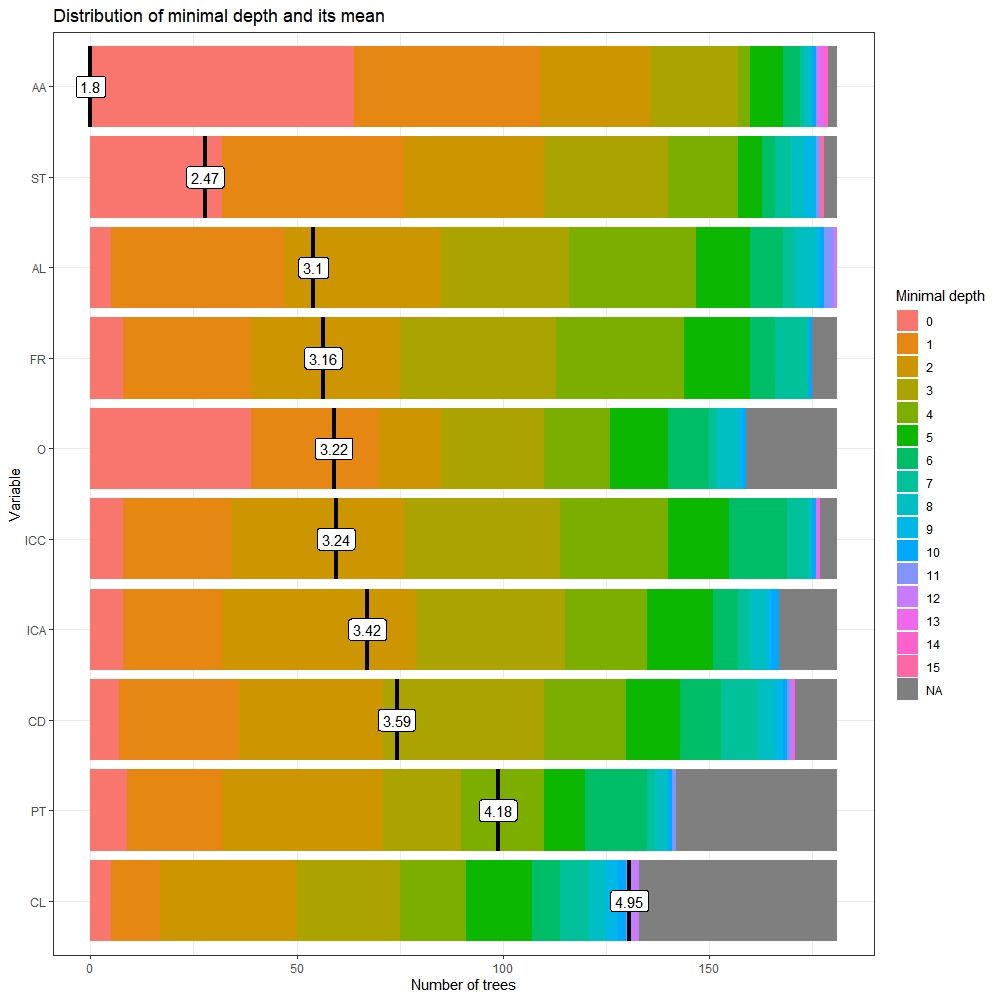 Distribution of minimal depth and its mean
Variable
AA
1.8
ST
2.47
AL
3.1
FR
3.16
O
3.22
ICC
3.24
ICA
3.42
CD
3.59
PT
4.18
CL
4.95
0
50
100
150
Number of trees
Minimal depth
0
1
2
3
4
5
6
7
8
9
10
11
12
13
14
15
NA